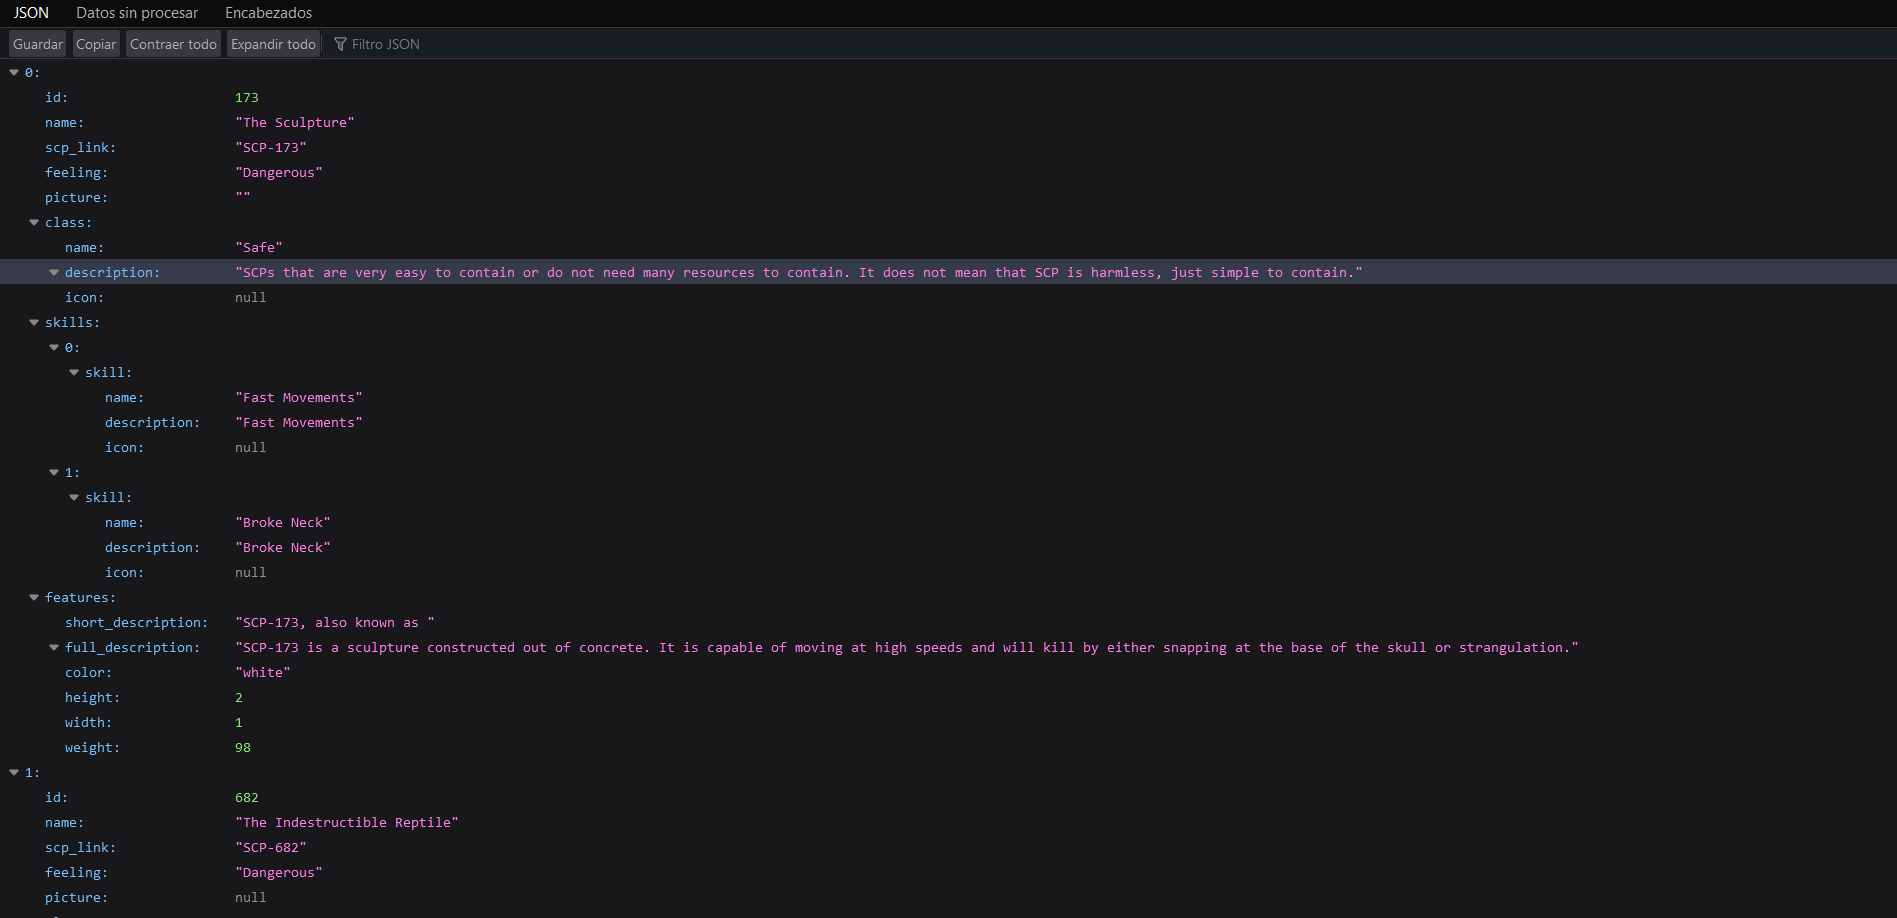 JSON Datos sin procesar Encabezados
Guardar Copiar Contraer todo Expandir todo Filtro JSON
0:
id: 173
name: "The Sculpture"
scp_link: "SCP-173"
feeling: "Dangerous"
picture: ""
class:
name: "Safe"
description: "SCPs that are very easy to contain or do not need many resources to contain. It does not mean that SCP is harmless, just simple to contain."
icon: null
skills:
0:
skill:
name: "Fast Movements"
description: "Fast Movements"
icon: null
1:
skill:
name: "Broke Neck"
description: "Broke Neck"
icon: null
features:
short_description: "SCP-173, also known as "
full_description: "SCP-173 is a sculpture constructed out of concrete. It is capable of moving at high speeds and will kill by either snapping at the base of the skull or strangulation."
color: "white"
height: 2
width: 1
weight: 98
1:
id: 682
name: "The Indestructible Reptile"
scp_link: "SCP-682"
feeling: "Dangerous"
picture: null